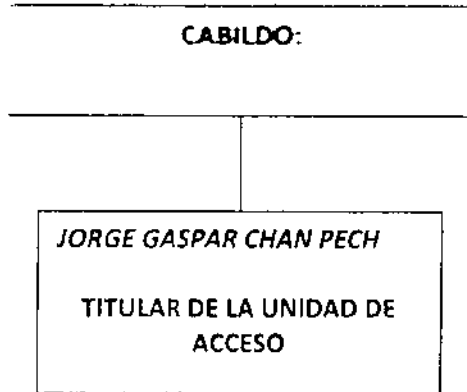 CABILDO:
JORGE GASPAR CHAN PECH
TITULAR DE LA UNIDAD DE
ACCESO